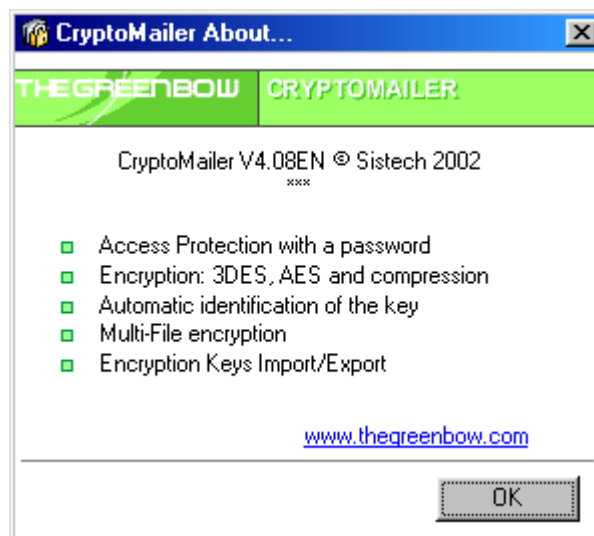 CryptoMailer About...
THEGREENBOW CRYPTOMAILER
CryptoMailer V4.08EN © Sistech 2002
***
Access Protection with a password
Encryption: 3DES, AES and compression
Automatic identification of the key
Multi-File encryption
Encryption Keys Import/Export
www.thegreenbow.com
OK